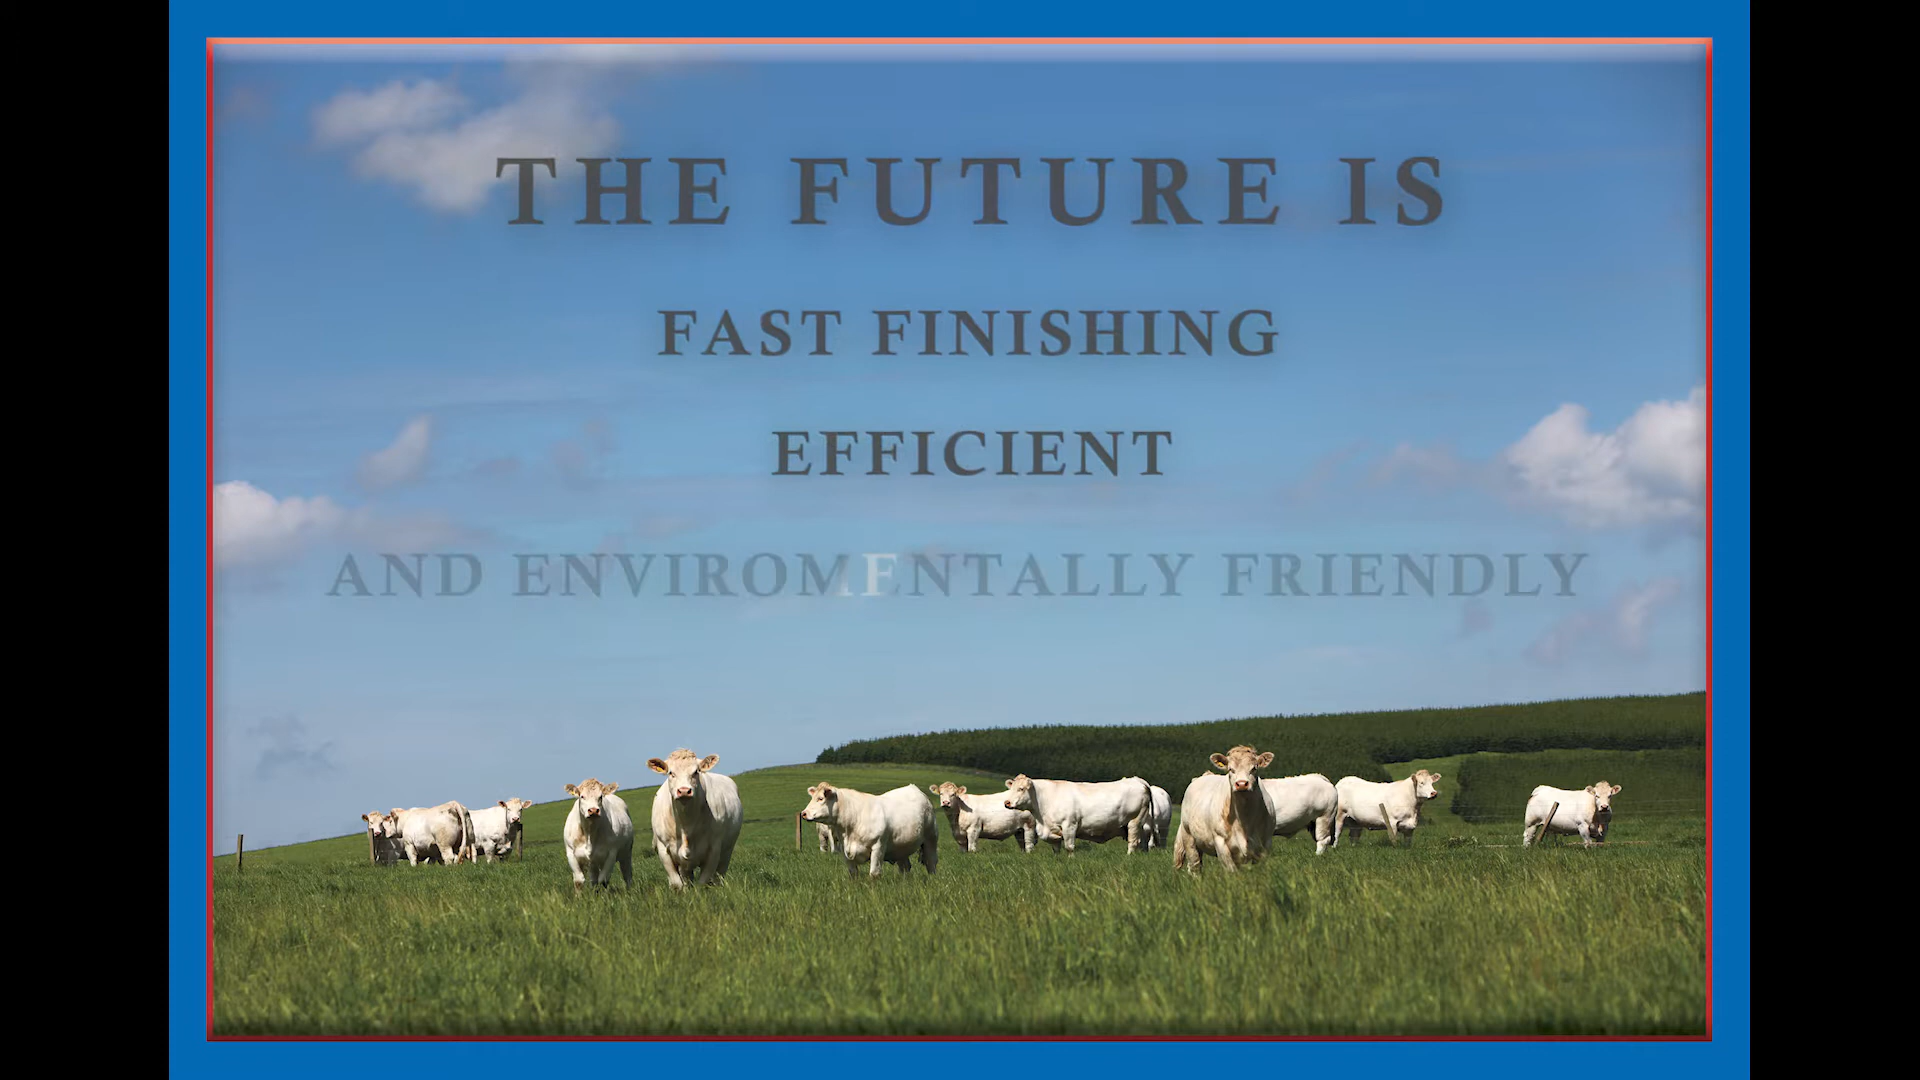 THE FUTURE IS
FAST FINISHING
EFFICIENT
AND ENVIROMENTALLY FRIENDLY